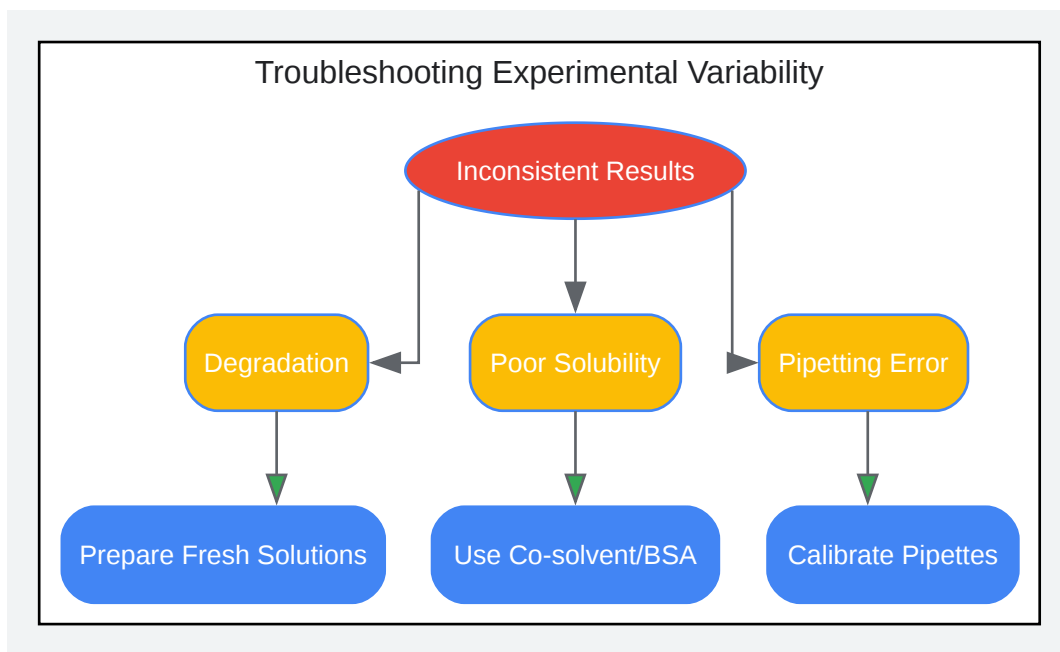 Troubleshooting Experimental Variability
Inconsistent Results
Degradation
Poor Solubility
Pipetting Error
Prepare Fresh Solutions
Use Co-solvent/BSA
Calibrate Pipettes